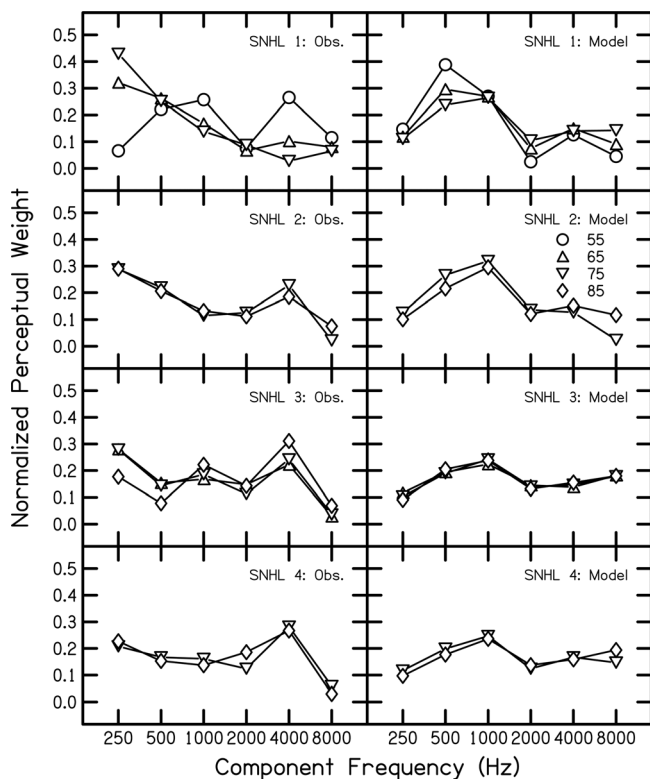 Normalized Perceptual Weight
SNHL 1: Obs.
SNHL 1: Model
0.5
0.4
0.3
0.2
0.1
0.0
SNHL 2: Obs.
SNHL 2: Model
55
65
75
85
0.5
0.4
0.3
0.2
0.1
0.0
SNHL 3: Obs.
SNHL 3: Model
0.5
0.4
0.3
0.2
0.1
0.0
SNHL 4: Obs.
SNHL 4: Model
0.5
0.4
0.3
0.2
0.1
0.0
250 500 1000 2000 4000 8000 250 500 1000 2000 4000 8000
Component Frequency (Hz)